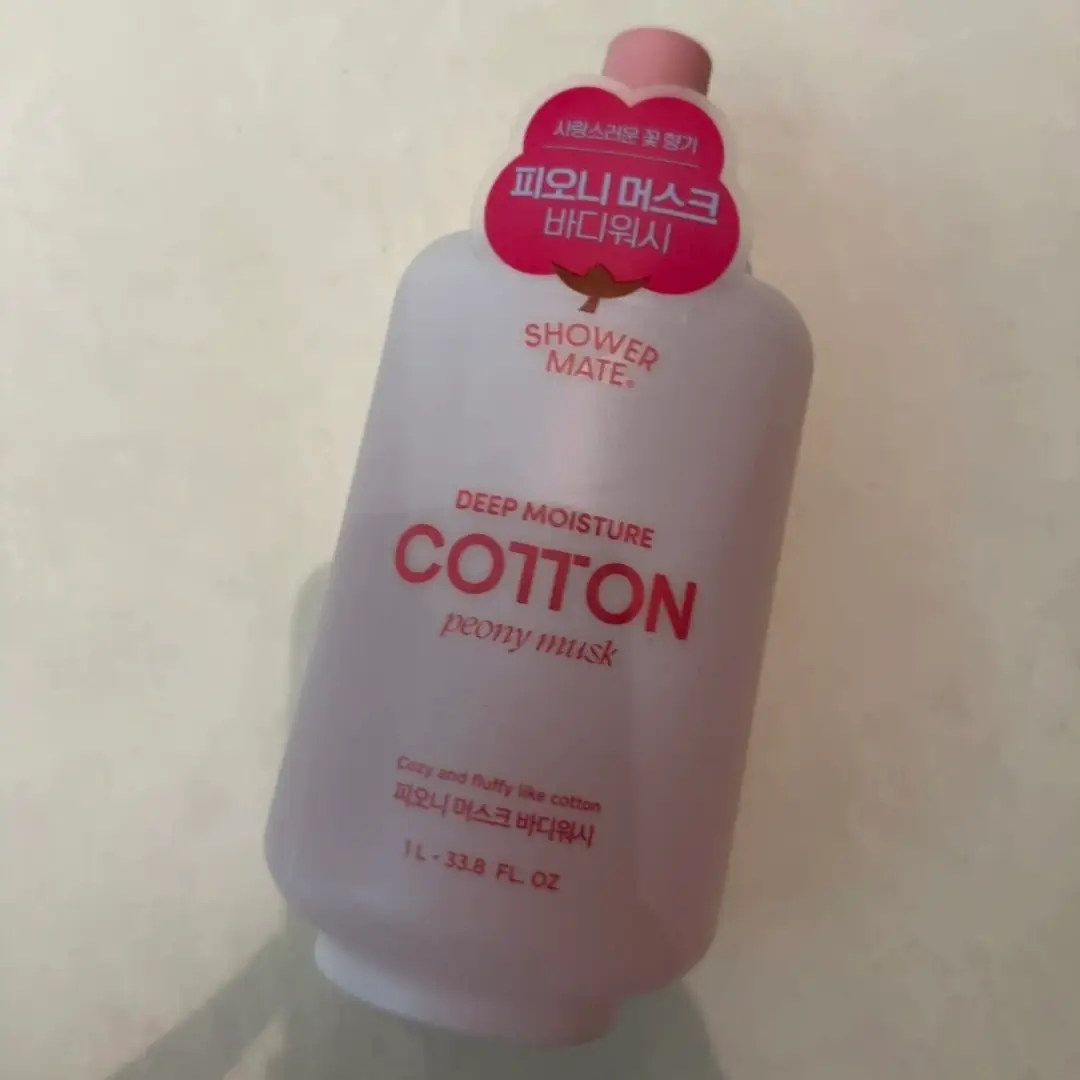 사랑스러운 꽃 향기
피오니 머스크
바디워시
SHOWER
MATE®
DEEP MOISTURE
COTTON
peony musk
Cozy and fluffy like cotton
피오니 머스크 바디워시
1 L - 33.8 FL. OZ